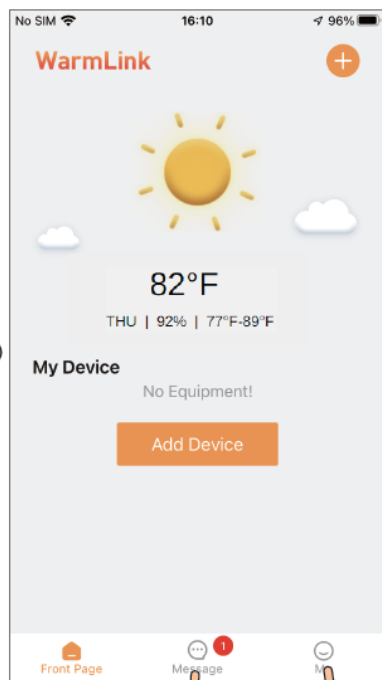 No SIM 16:10 96%
WarmLink
82°F
THU | 92% | 77°F-89°F
My Device
No Equipment!
Add Device
1
Front Page Message